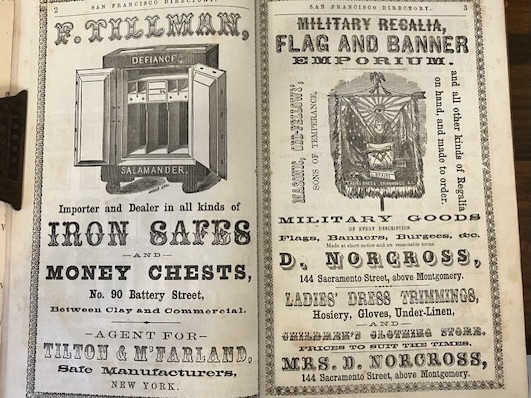 2
SAN FRANCISCO DIRECTORY.
F. TILLMAN,
DEFIANCE.
SALAMANDER.
Importer and Dealer in all kinds of
IRON SAFES
—AND—
MONEY CHESTS,
No. 90 Battery Street,
Between Clay and Commercial.
—AGENT FOR—
TILTON & M'FARLAND,
Safe Manufacturers,
NEW YORK.
SAN FRANCISCO DIRECTORY.
3
MILITARY REGALIA,
FLAG AND BANNER
EMPORIUM.
MASONIC, ODD-FELLOWS',
SONS OF TEMPERANCE,
and all other kinds of Regalia
on hand, and made to order.
MILITARY GOODS
OF EVERY DESCRIPTION.
Flags, Banners, Burgees, &c.
Made at short notice and on reasonable terms.
D. NORCROSS,
144 Sacramento Street, above Montgomery.
LADIES' DRESS TRIMMINGS,
Hosiery, Gloves, Under-Linen,
—AND—
CHILDREN'S CLOTHING STORE.
PRICES TO SUIT THE TIMES.
MRS. D. NORCROSS,
144 Sacramento Street, above Montgomery.